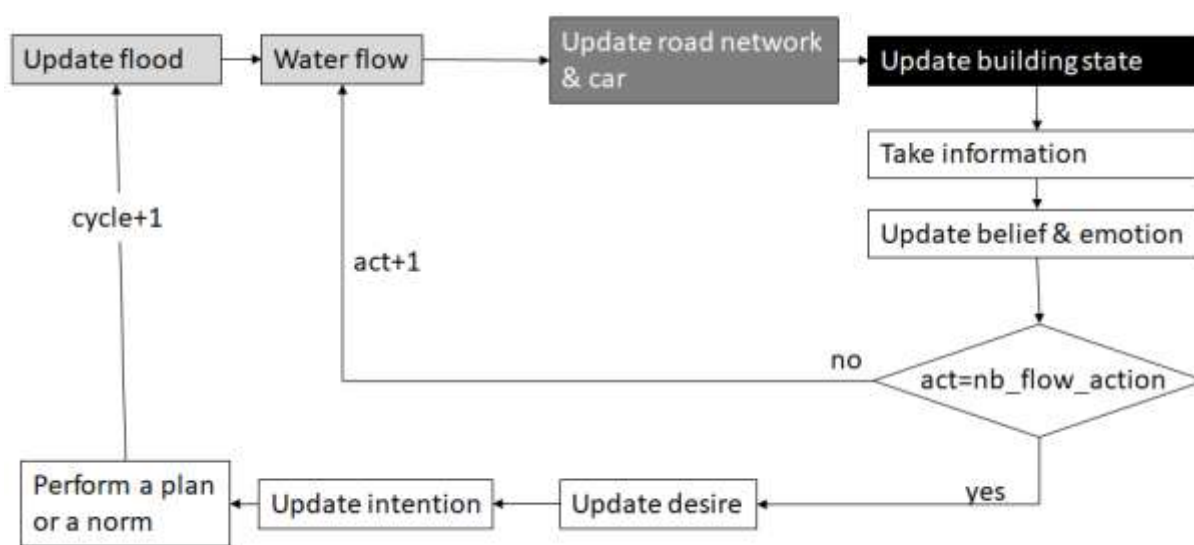 Update flood
Water flow
Update road network
& car
Update building state
Take information
Update belief & emotion
cycle+1
act+1
no
act=nb_flow_action
yes
Perform a plan
or a norm
Update intention
Update desire